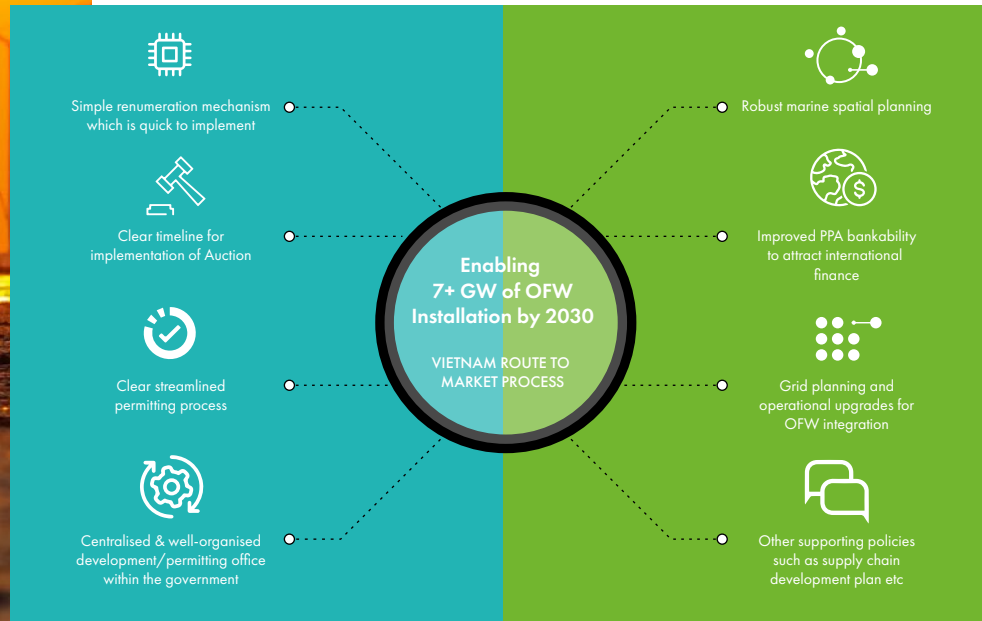 Simple renumeration mechanism
which is quick to implement
Clear timeline for
implementation of Auction
Clear streamlined
permitting process
Centralised & well-organised
development/permitting office
within the government
Enabling
7+ GW of OFW
Installation by 2030
VIETNAM ROUTE TO
MARKET PROCESS
Robust marine spatial planning
$
Improved PPA bankability
to attract international
finance
Grid planning and
operational upgrades for
OFW integration
Other supporting policies
such as supply chain
development plan etc